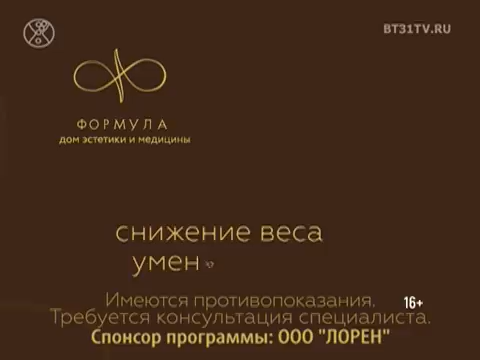 BT31TV.RU
ФОРМУЛА
дом эстетики и медицины
снижение веса
умен
Имеются противопоказания.
16+
Требуется консультация специалиста.
Спонсор программы: ООО "ЛОРЕН"